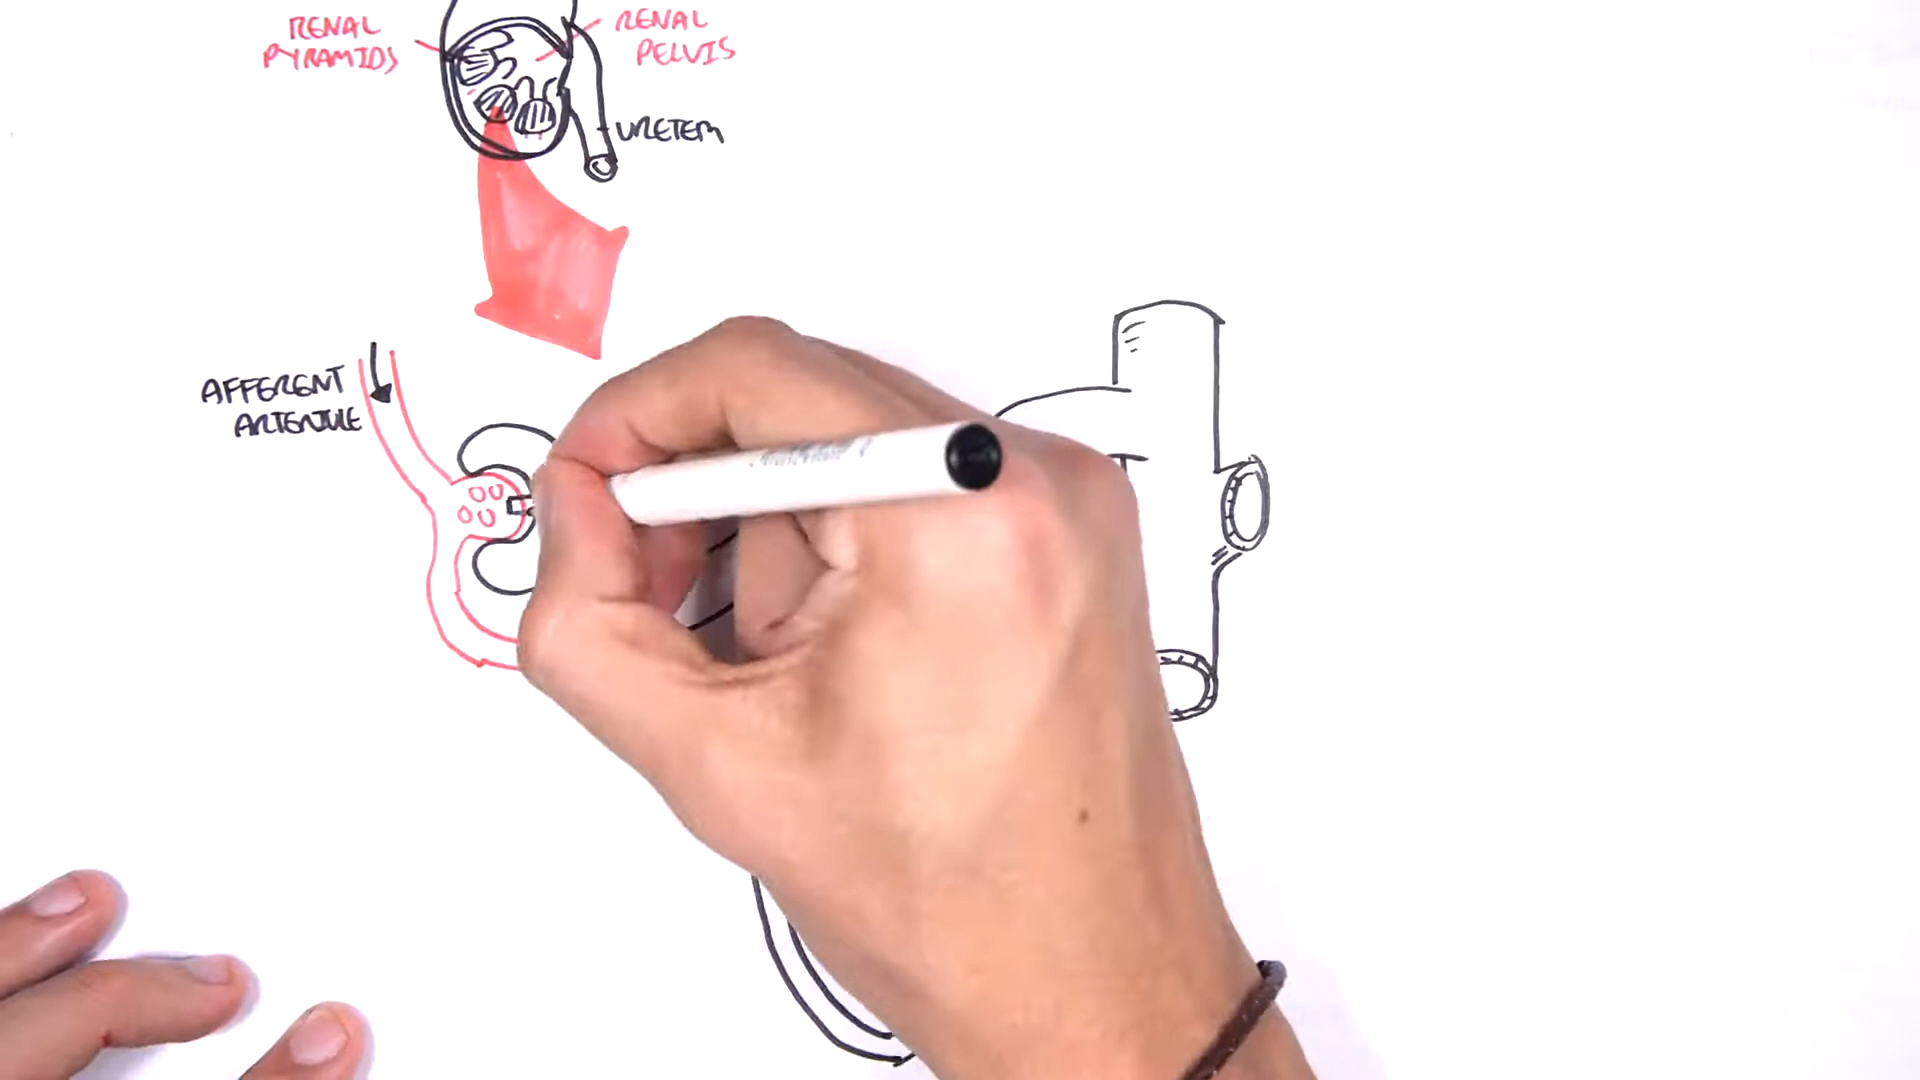 RENAL
PYRAMIDS
RENAL
PELVIS
URETER
AFFERENT
ARTERIOLE